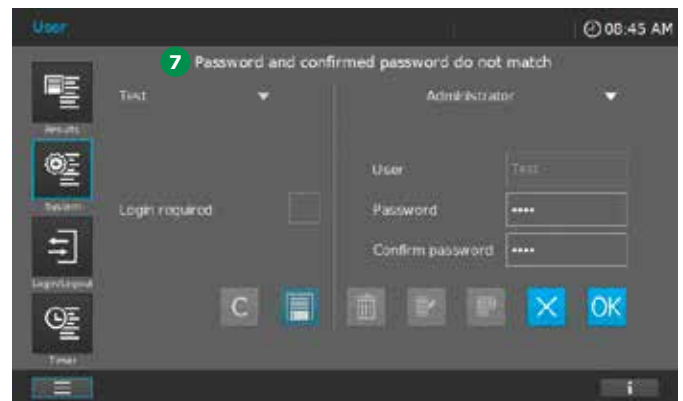 User
08:45 AM
7 Password and confirmed password do not match
Test
Administrator
Results
User
Test
System
Login required
Password
••••
Confirm password
••••
Login/Logout
C
OK
Timer
i